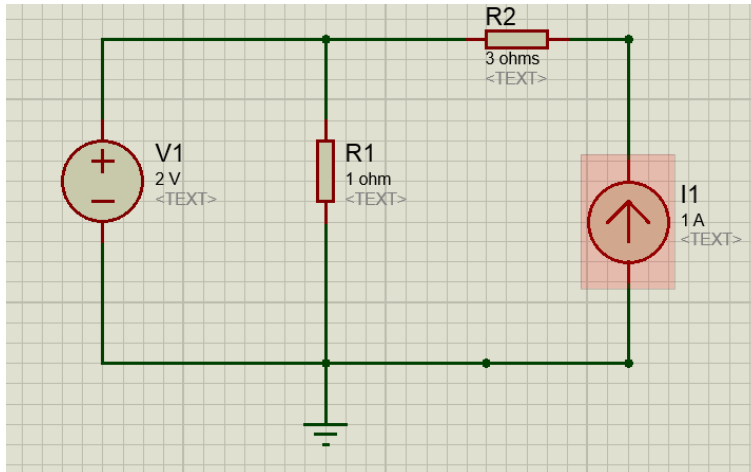 R2
3 ohms
<TEXT>
V1
2 V
<TEXT>
R1
1 ohm
<TEXT>
I1
1 A
<TEXT>